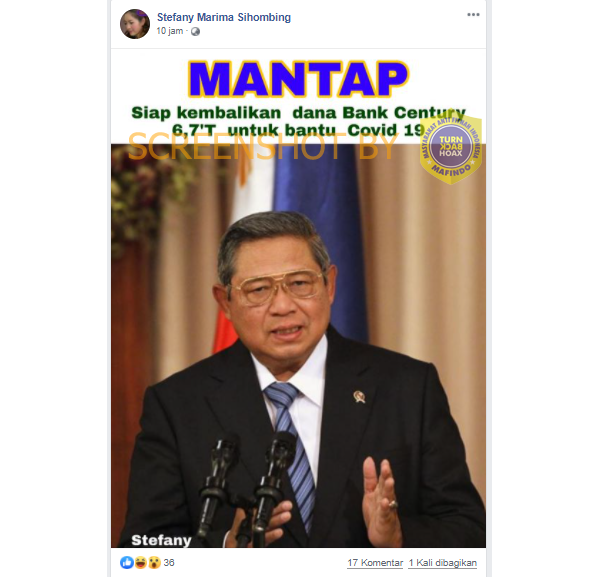 Stefany Marima Sihombing
10 jam ·
MANTAP
Siap kembalikan dana Bank Century
6,7'T untuk bantu Covid 19
SCREENSHOT BY
MASYARAKAT ANTI FITNAH INDONESIA
TURN
BACK
HOAX
MAFINDO
Stefany
36
17 Komentar 1 Kali dibagikan